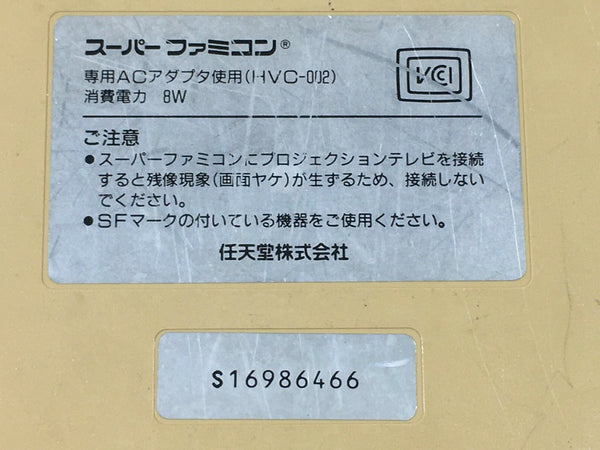 スーパーファミコン®
専用ACアダプタ使用(HVC-002)
消費電力 8W
VCCI
ご注意
●スーパーファミコンにプロジェクションテレビを接続
すると残像現象(画面ヤケ)が生ずるため、接続しない
でください。
●SFマークの付いている機器をご使用ください。
任天堂株式会社
S16986466